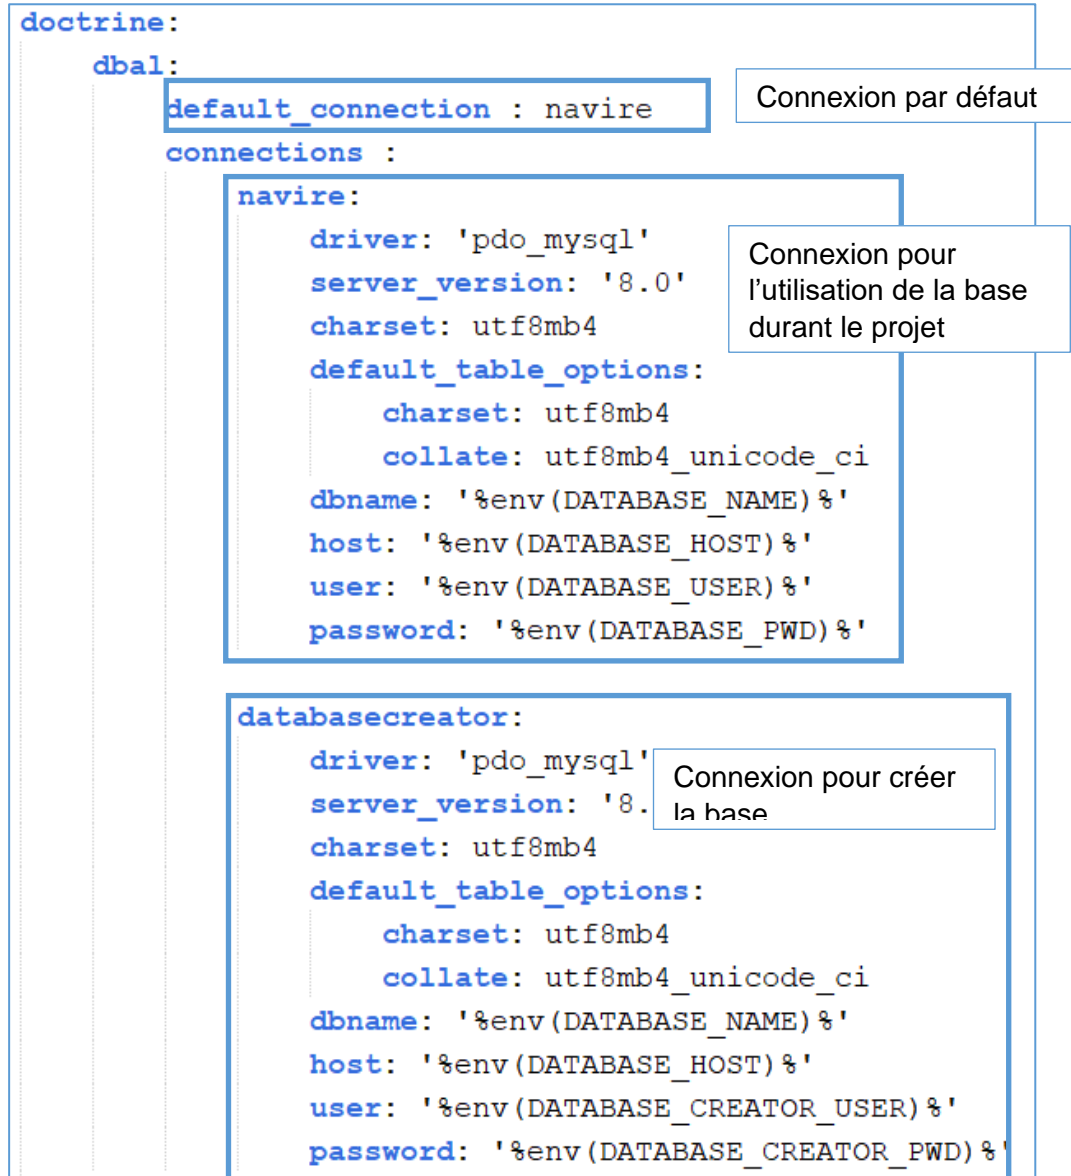 doctrine:
dbal:
default_connection : navire
Connexion par défaut
connections :
navire:
driver: 'pdo_mysql'
server_version: '8.0'
charset: utf8mb4
default_table_options:
charset: utf8mb4
collate: utf8mb4_unicode_ci
dbname: '%env(DATABASE_NAME)%'
host: '%env(DATABASE_HOST)%'
user: '%env(DATABASE_USER)%'
password: '%env(DATABASE_PWD)%'
Connexion pour
l'utilisation de la base
durant le projet
databasecreator:
driver: 'pdo_mysql'
server_version: '8.
charset: utf8mb4
default_table_options:
charset: utf8mb4
collate: utf8mb4_unicode_ci
dbname: '%env(DATABASE_NAME)%'
host: '%env(DATABASE_HOST)%'
user: '%env(DATABASE_CREATOR_USER)%'
password: '%env(DATABASE_CREATOR_PWD)%'
Connexion pour créer
la base